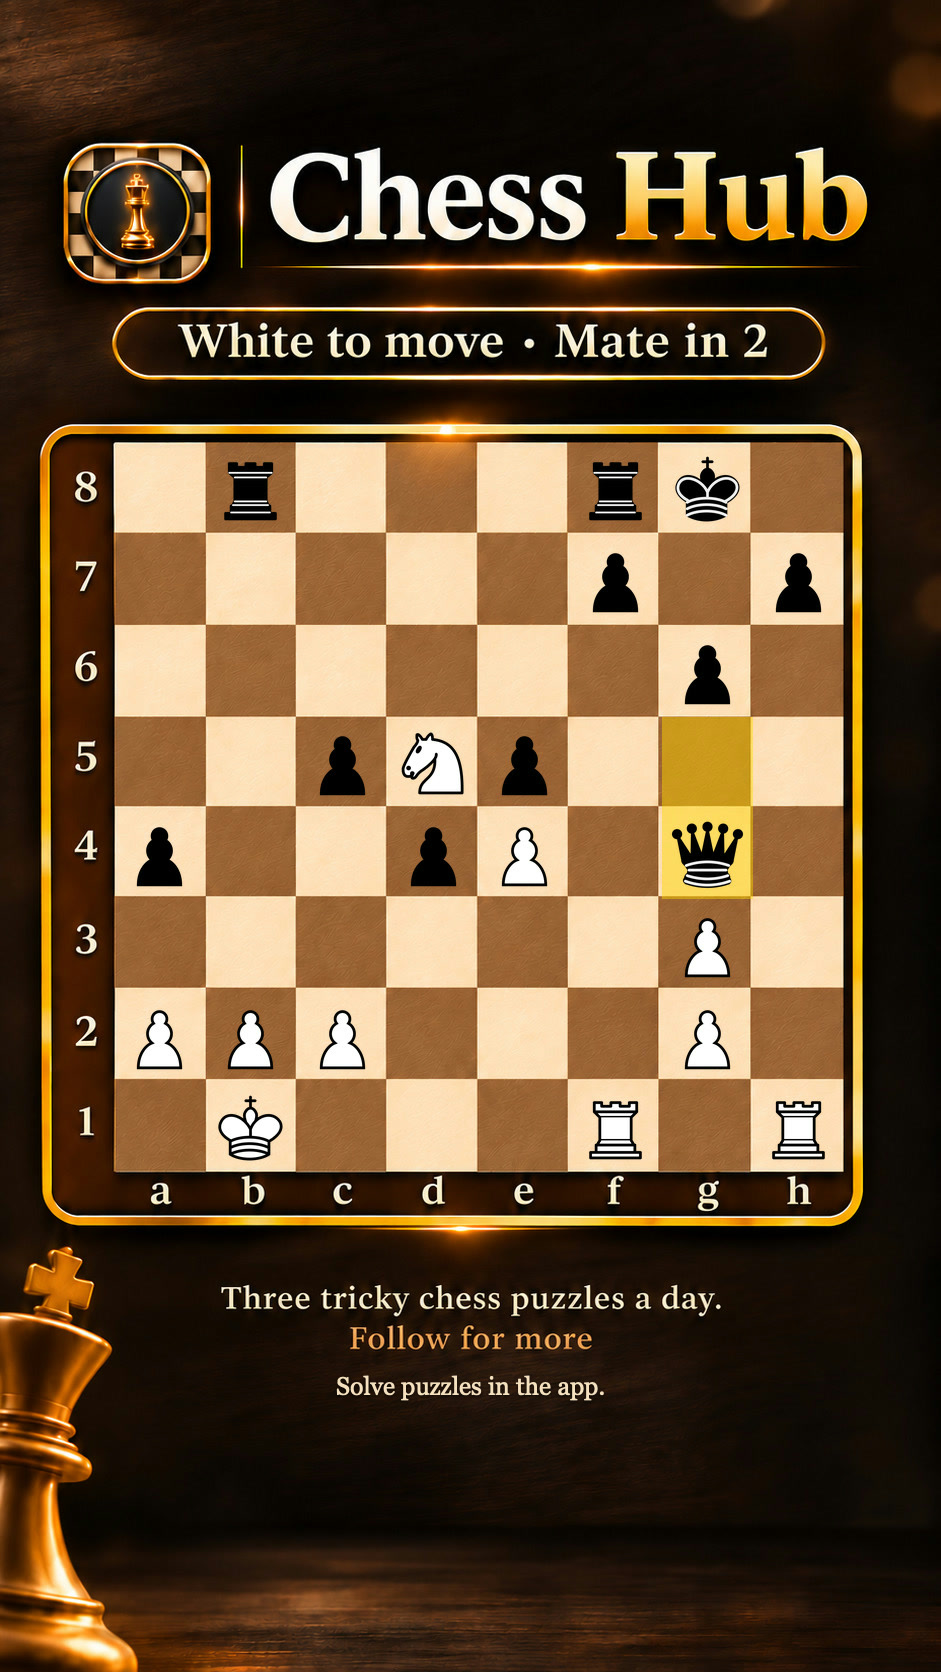 Chess Hub
White to move • Mate in 2
8
7
6
5
4
3
2
1
a b c d e f g h
Three tricky chess puzzles a day.
Follow for more
Solve puzzles in the app.